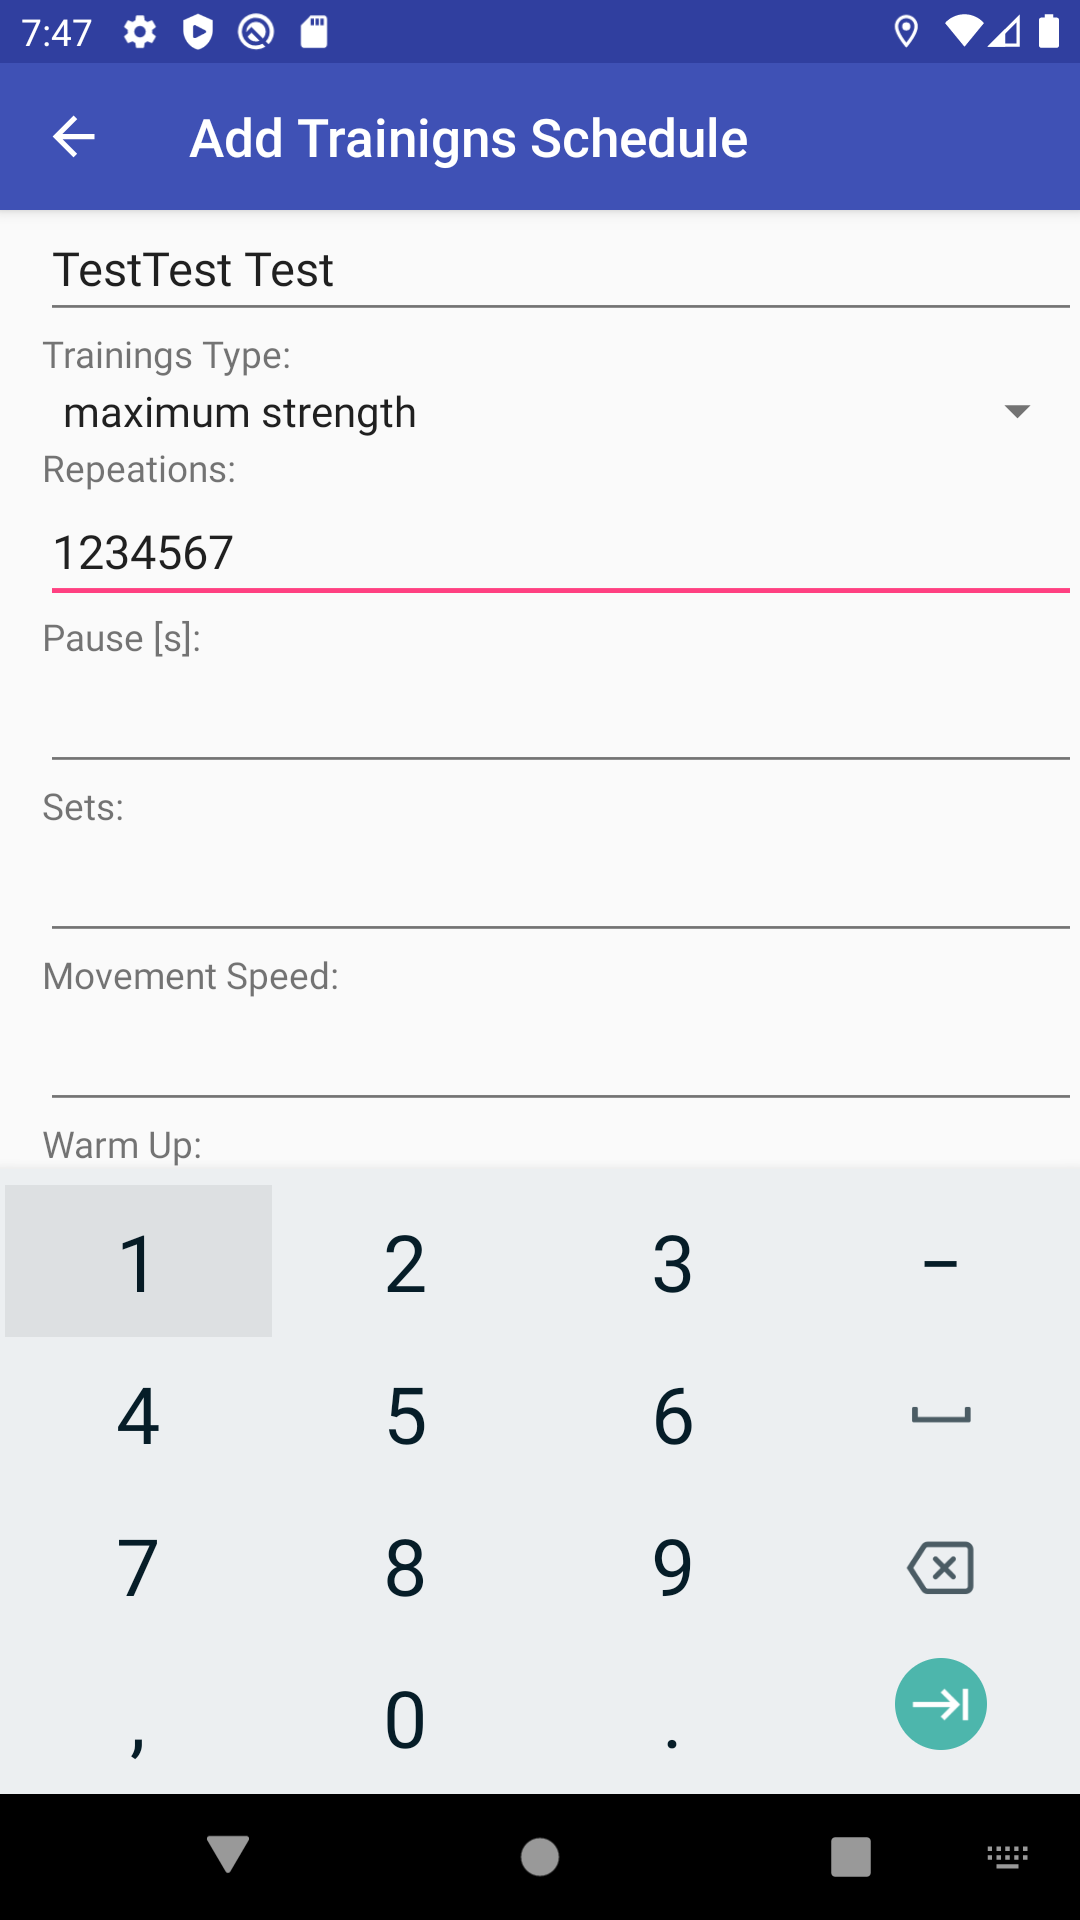 7:47
Add Trainigns Schedule
TestTest Test
Trainings Type:
maximum strength
Repeations:
1234567
Pause [s]:
Sets:
Movement Speed:
Warm Up:
1 2 3 –
4 5 6
7 8 9
, 0 .